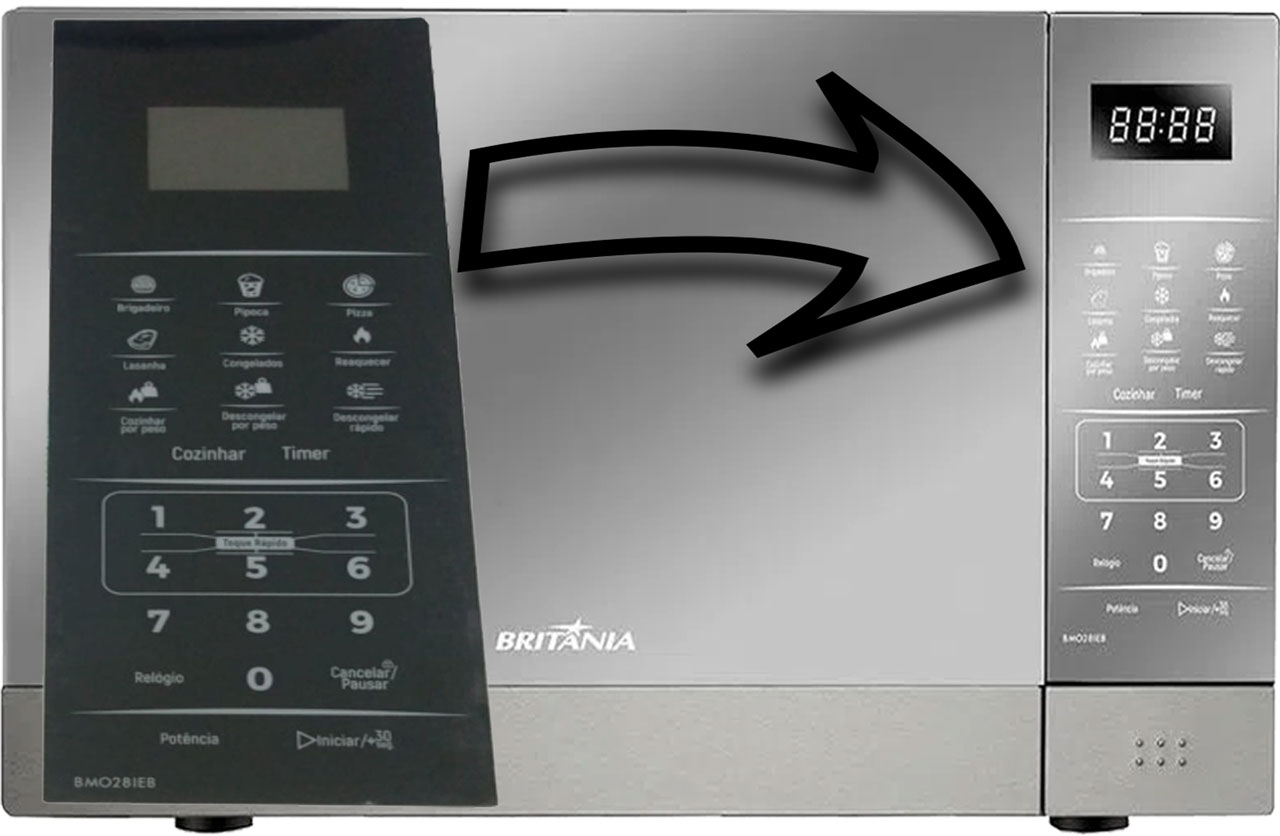 Brigadeiro Pipoca Pizza
Lasanha Congelados Reaquecer
Cozinhar por peso Descongelar por peso Descongelar rápido
Cozinhar Timer
1 2 3
Toque Rápido
4 5 6
7 8 9
Relógio 0 Cancelar/ Pausar
Potência Iniciar/+30 seg.
BMO28IEB
BRITÂNIA
88:88
Brigadeiro Pipoca Pizza
Lasanha Congelados Reaquecer
Cozinhar por peso Descongelar por peso Descongelar rápido
Cozinhar Timer
1 2 3
Toque Rápido
4 5 6
7 8 9
Relógio 0 Cancelar/ Pausar
Potência Iniciar/+30
BMO28IEB